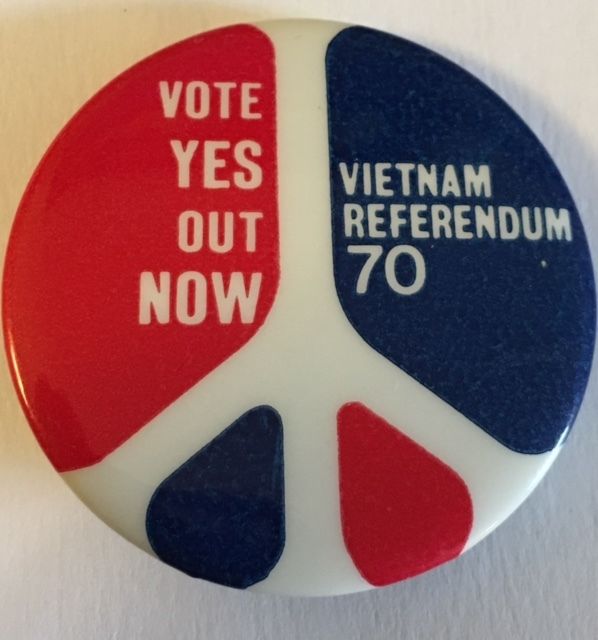 VOTE
YES
OUT
NOW
VIETNAM
REFERENDUM
70